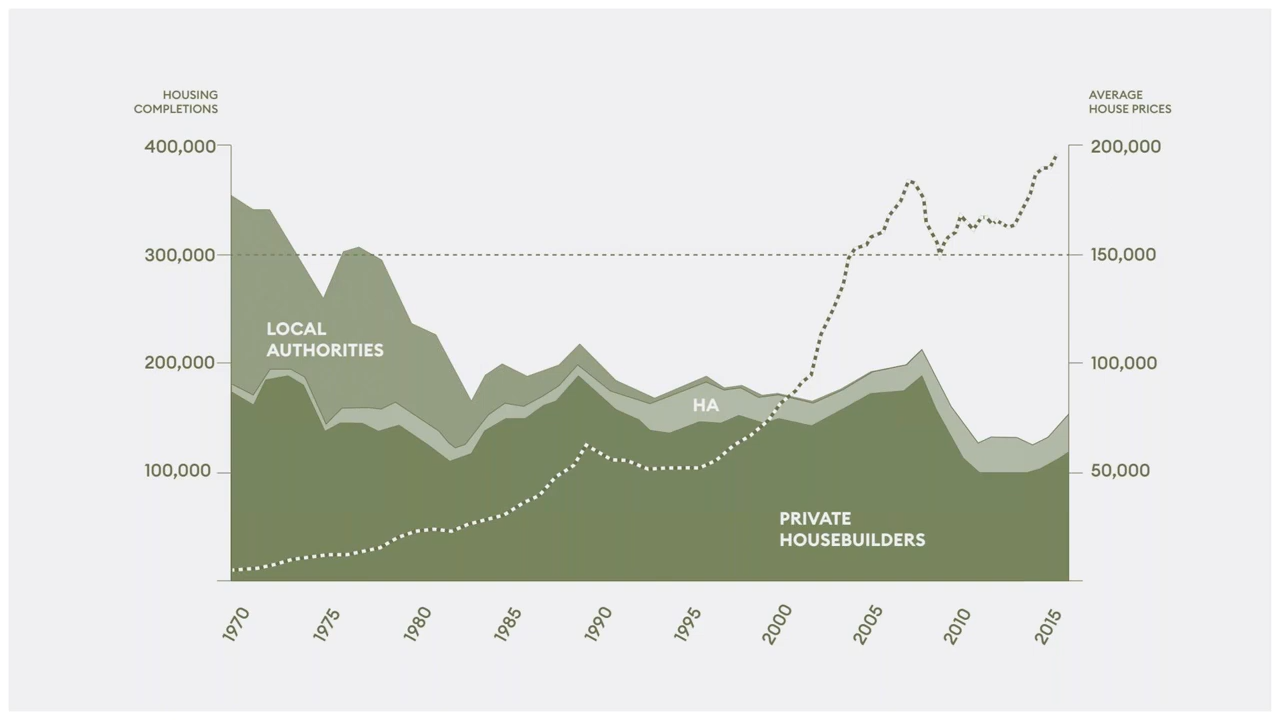 HOUSING
COMPLETIONS
AVERAGE
HOUSE PRICES
400,000
200,000
300,000
150,000
LOCAL
AUTHORITIES
200,000
100,000
HA
100,000
50,000
PRIVATE
HOUSEBUILDERS
1970
1975
1980
1985
1990
1995
2000
2005
2010
2015